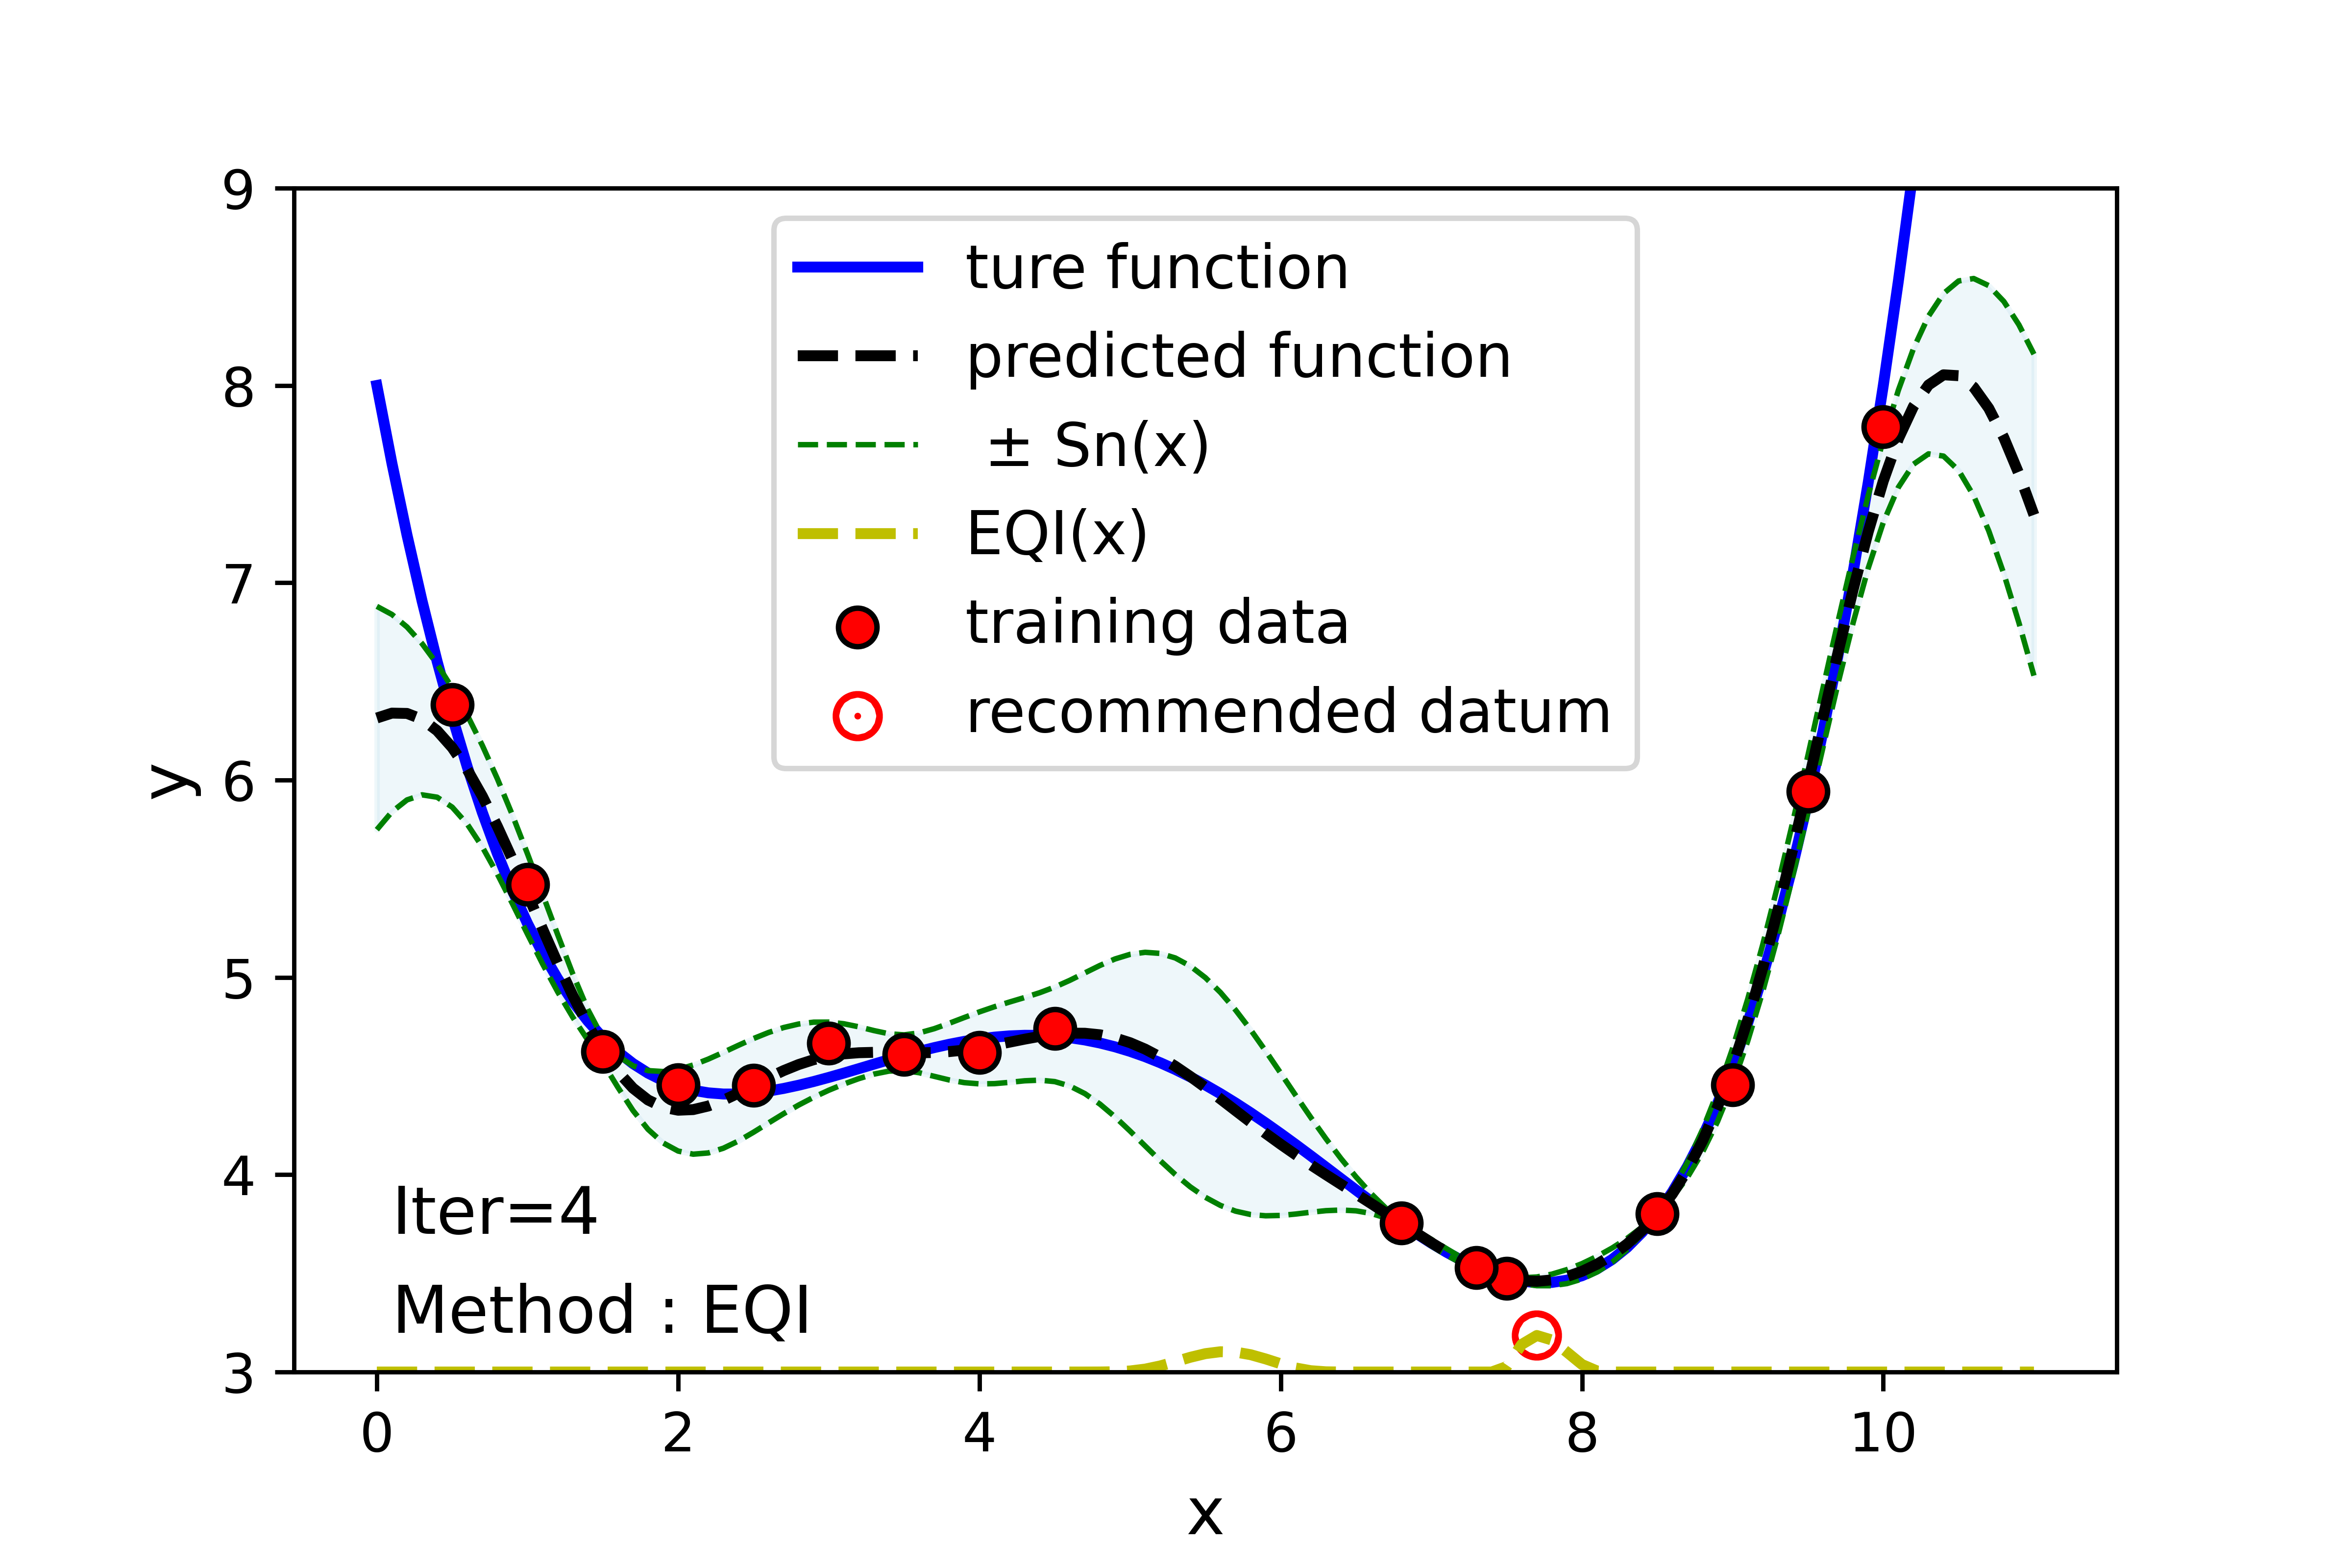 ture function
predicted function
± Sn(x)
EQI(x)
training data
recommended datum
9
8
7
6
5
4
3
y
Iter=4
Method : EQI
0 2 4 6 8 10
x